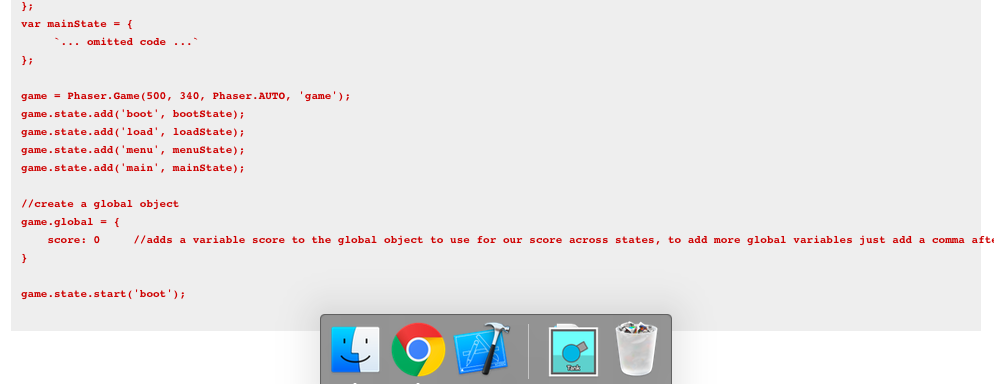 };
var mainState = {
`... omitted code ...`
};
game = Phaser.Game(500, 340, Phaser.AUTO, 'game');
game.state.add('boot', bootState);
game.state.add('load', loadState);
game.state.add('menu', menuState);
game.state.add('main', mainState);
//create a global object
game.global = {
score: 0 //adds a variable score to the global object to use for our score across states, to add more global variables just add a comma afte
}
game.state.start('boot');
Tank